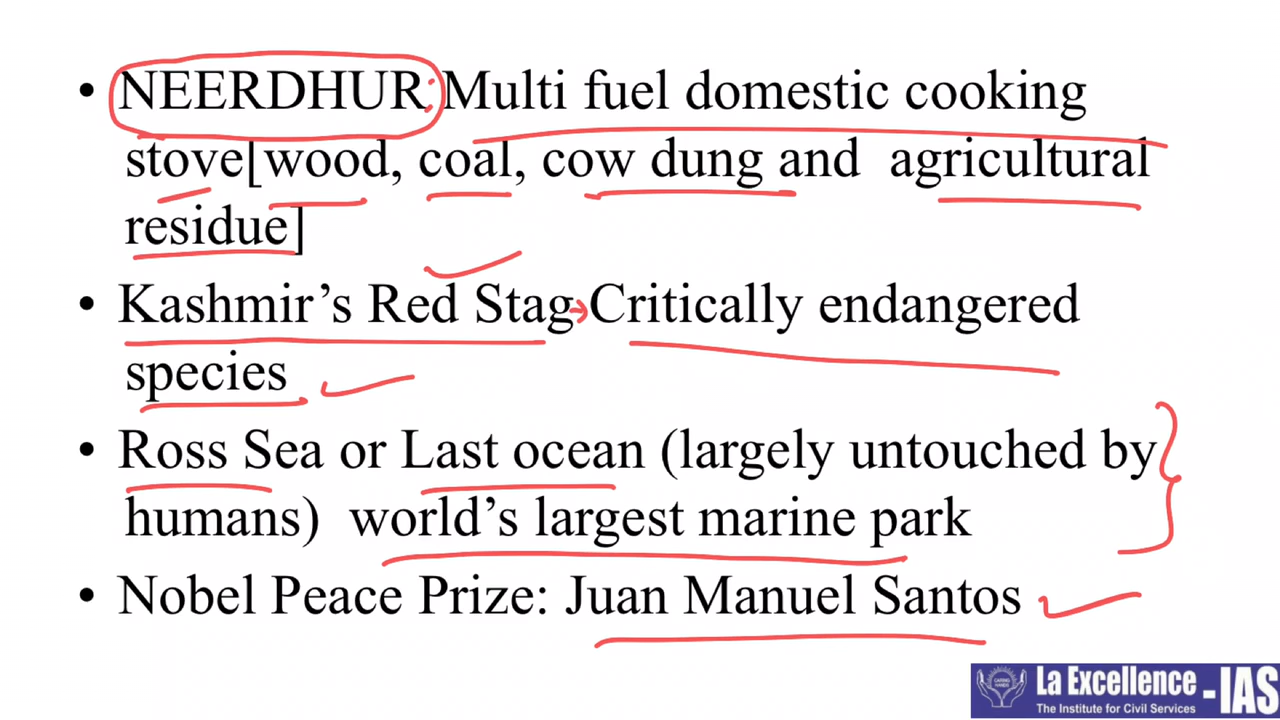 • NEERDHUR: Multi fuel domestic cooking
stove[wood, coal, cow dung and agricultural
residue]
• Kashmir’s Red Stag→Critically endangered
species
• Ross Sea or Last ocean (largely untouched by
humans) world’s largest marine park
• Nobel Peace Prize: Juan Manuel Santos
CARING HANDS
La Excellence -IAS
The Institute for Civil Services